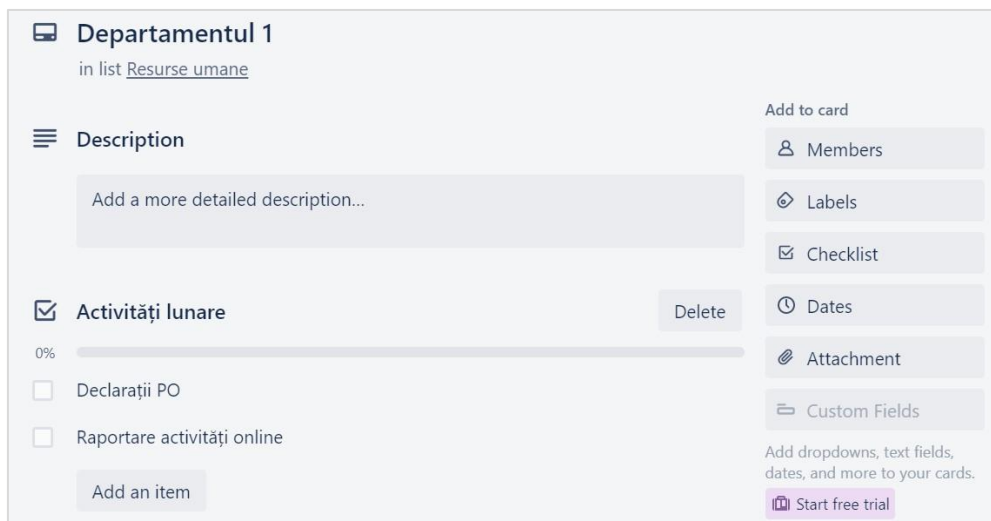 Departamentul 1
in list Resurse umane
Description
Add a more detailed description...
Activități lunare
Delete
0%
Declarații PO
Raportare activități online
Add an item
Add to card
Members
Labels
Checklist
Dates
Attachment
Custom Fields
Add dropdowns, text fields,
dates, and more to your cards.
Start free trial